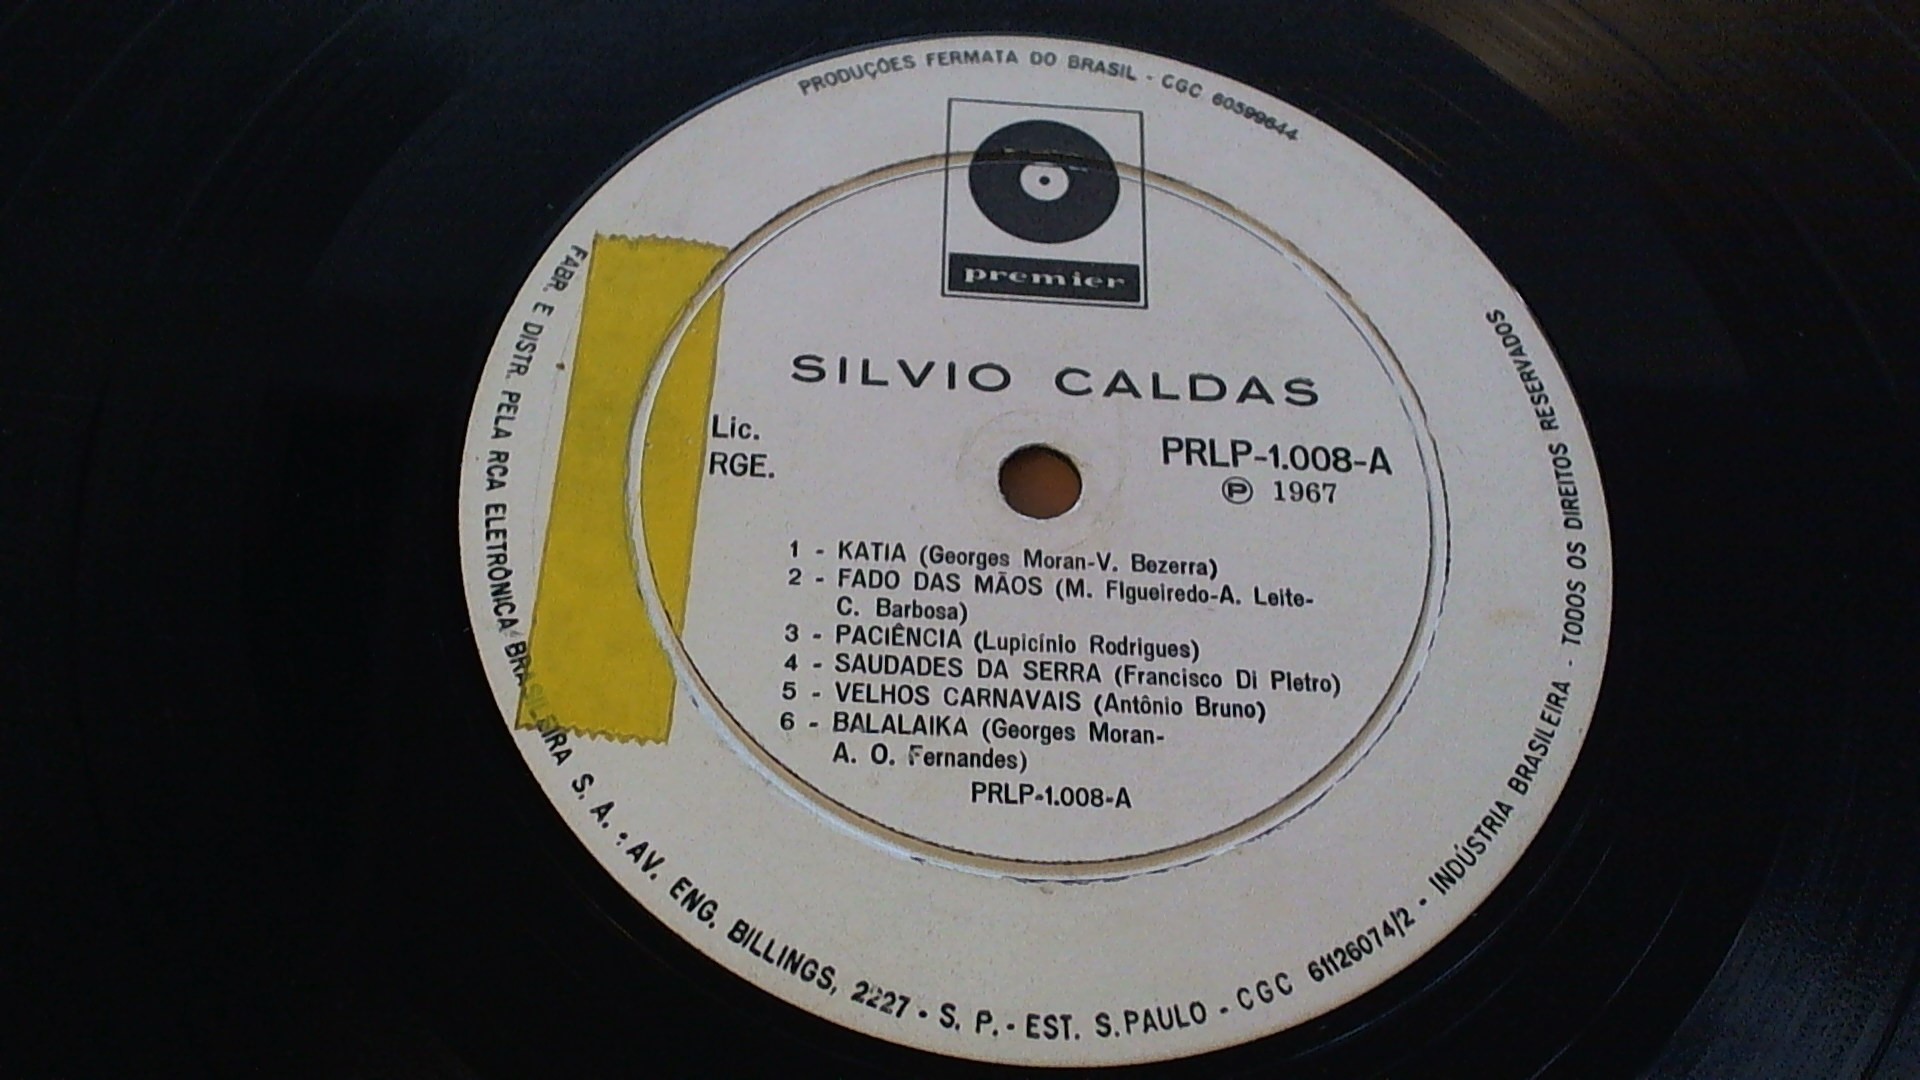 PRODUÇÕES FERMATA DO BRASIL - CGC 60599644
premier
SILVIO CALDAS
Lic.
RGE.
PRLP-1.008-A
Ⓟ 1967
1 - KATIA (Georges Moran-V. Bezerra)
2 - FADO DAS MÃOS (M. Figueiredo-A. Leite-
C. Barbosa)
3 - PACIÊNCIA (Lupicínio Rodrigues)
4 - SAUDADES DA SERRA (Francisco Di Pietro)
5 - VELHOS CARNAVAIS (Antônio Bruno)
6 - BALALAIKA (Georges Moran-
A. O. Fernandes)
PRLP-1.008-A
FABR. E DISTR. PELA RCA ELETRÔNICA BRASILEIRA S. A. : AV. ENG. BILLINGS, 2227 - S. P. - EST. S. PAULO - CGC 61126074/2 - INDÚSTRIA BRASILEIRA - TODOS OS DIREITOS RESERVADOS